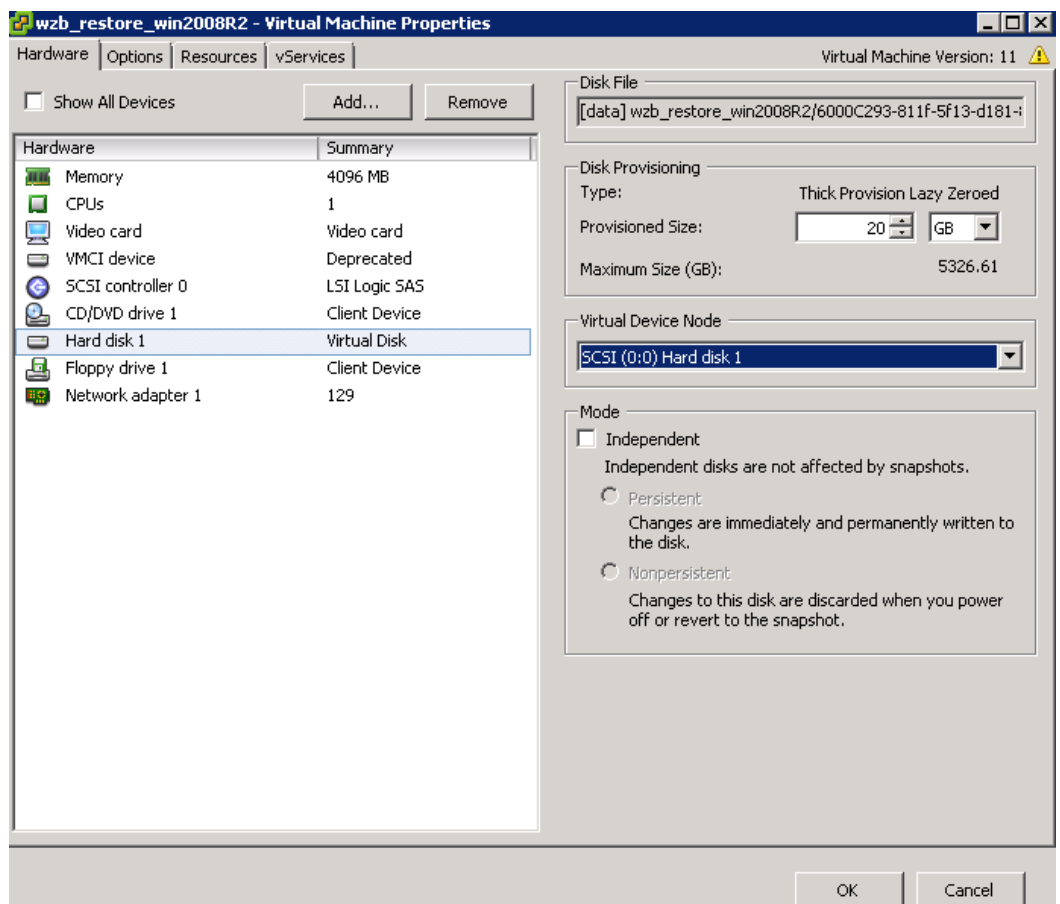 wzb_restore_win2008R2 - Virtual Machine Properties
Hardware Options Resources vServices Virtual Machine Version: 11
Show All Devices Add... Remove
Hardware Summary
Memory 4096 MB
CPUs 1
Video card Video card
VMCI device Deprecated
SCSI controller 0 LSI Logic SAS
CD/DVD drive 1 Client Device
Hard disk 1 Virtual Disk
Floppy drive 1 Client Device
Network adapter 1 129
Disk File
[data] wzb_restore_win2008R2/6000C293-811f-5f13-d181-
Disk Provisioning
Type: Thick Provision Lazy Zeroed
Provisioned Size: 20 GB
Maximum Size (GB): 5326.61
Virtual Device Node
SCSI (0:0) Hard disk 1
Mode
Independent
Independent disks are not affected by snapshots.
Persistent
Changes are immediately and permanently written to
the disk.
Nonpersistent
Changes to this disk are discarded when you power
off or revert to the snapshot.
OK Cancel